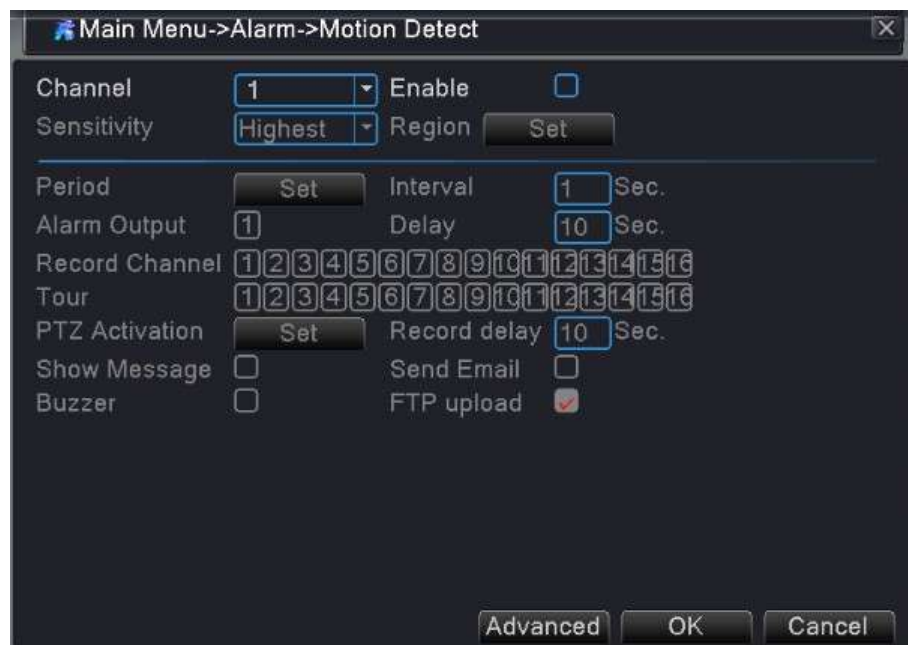 Main Menu->Alarm->Motion Detect
Channel 1 Enable
Sensitivity Highest Region Set
Period Set Interval 1 Sec.
Alarm Output 1 Delay 10 Sec.
Record Channel 1 2 3 4 5 6 7 8 9 10 11 12 13 14 15 16
Tour 1 2 3 4 5 6 7 8 9 10 11 12 13 14 15 16
PTZ Activation Set Record delay 10 Sec.
Show Message Send Email
Buzzer FTP upload
Advanced OK Cancel